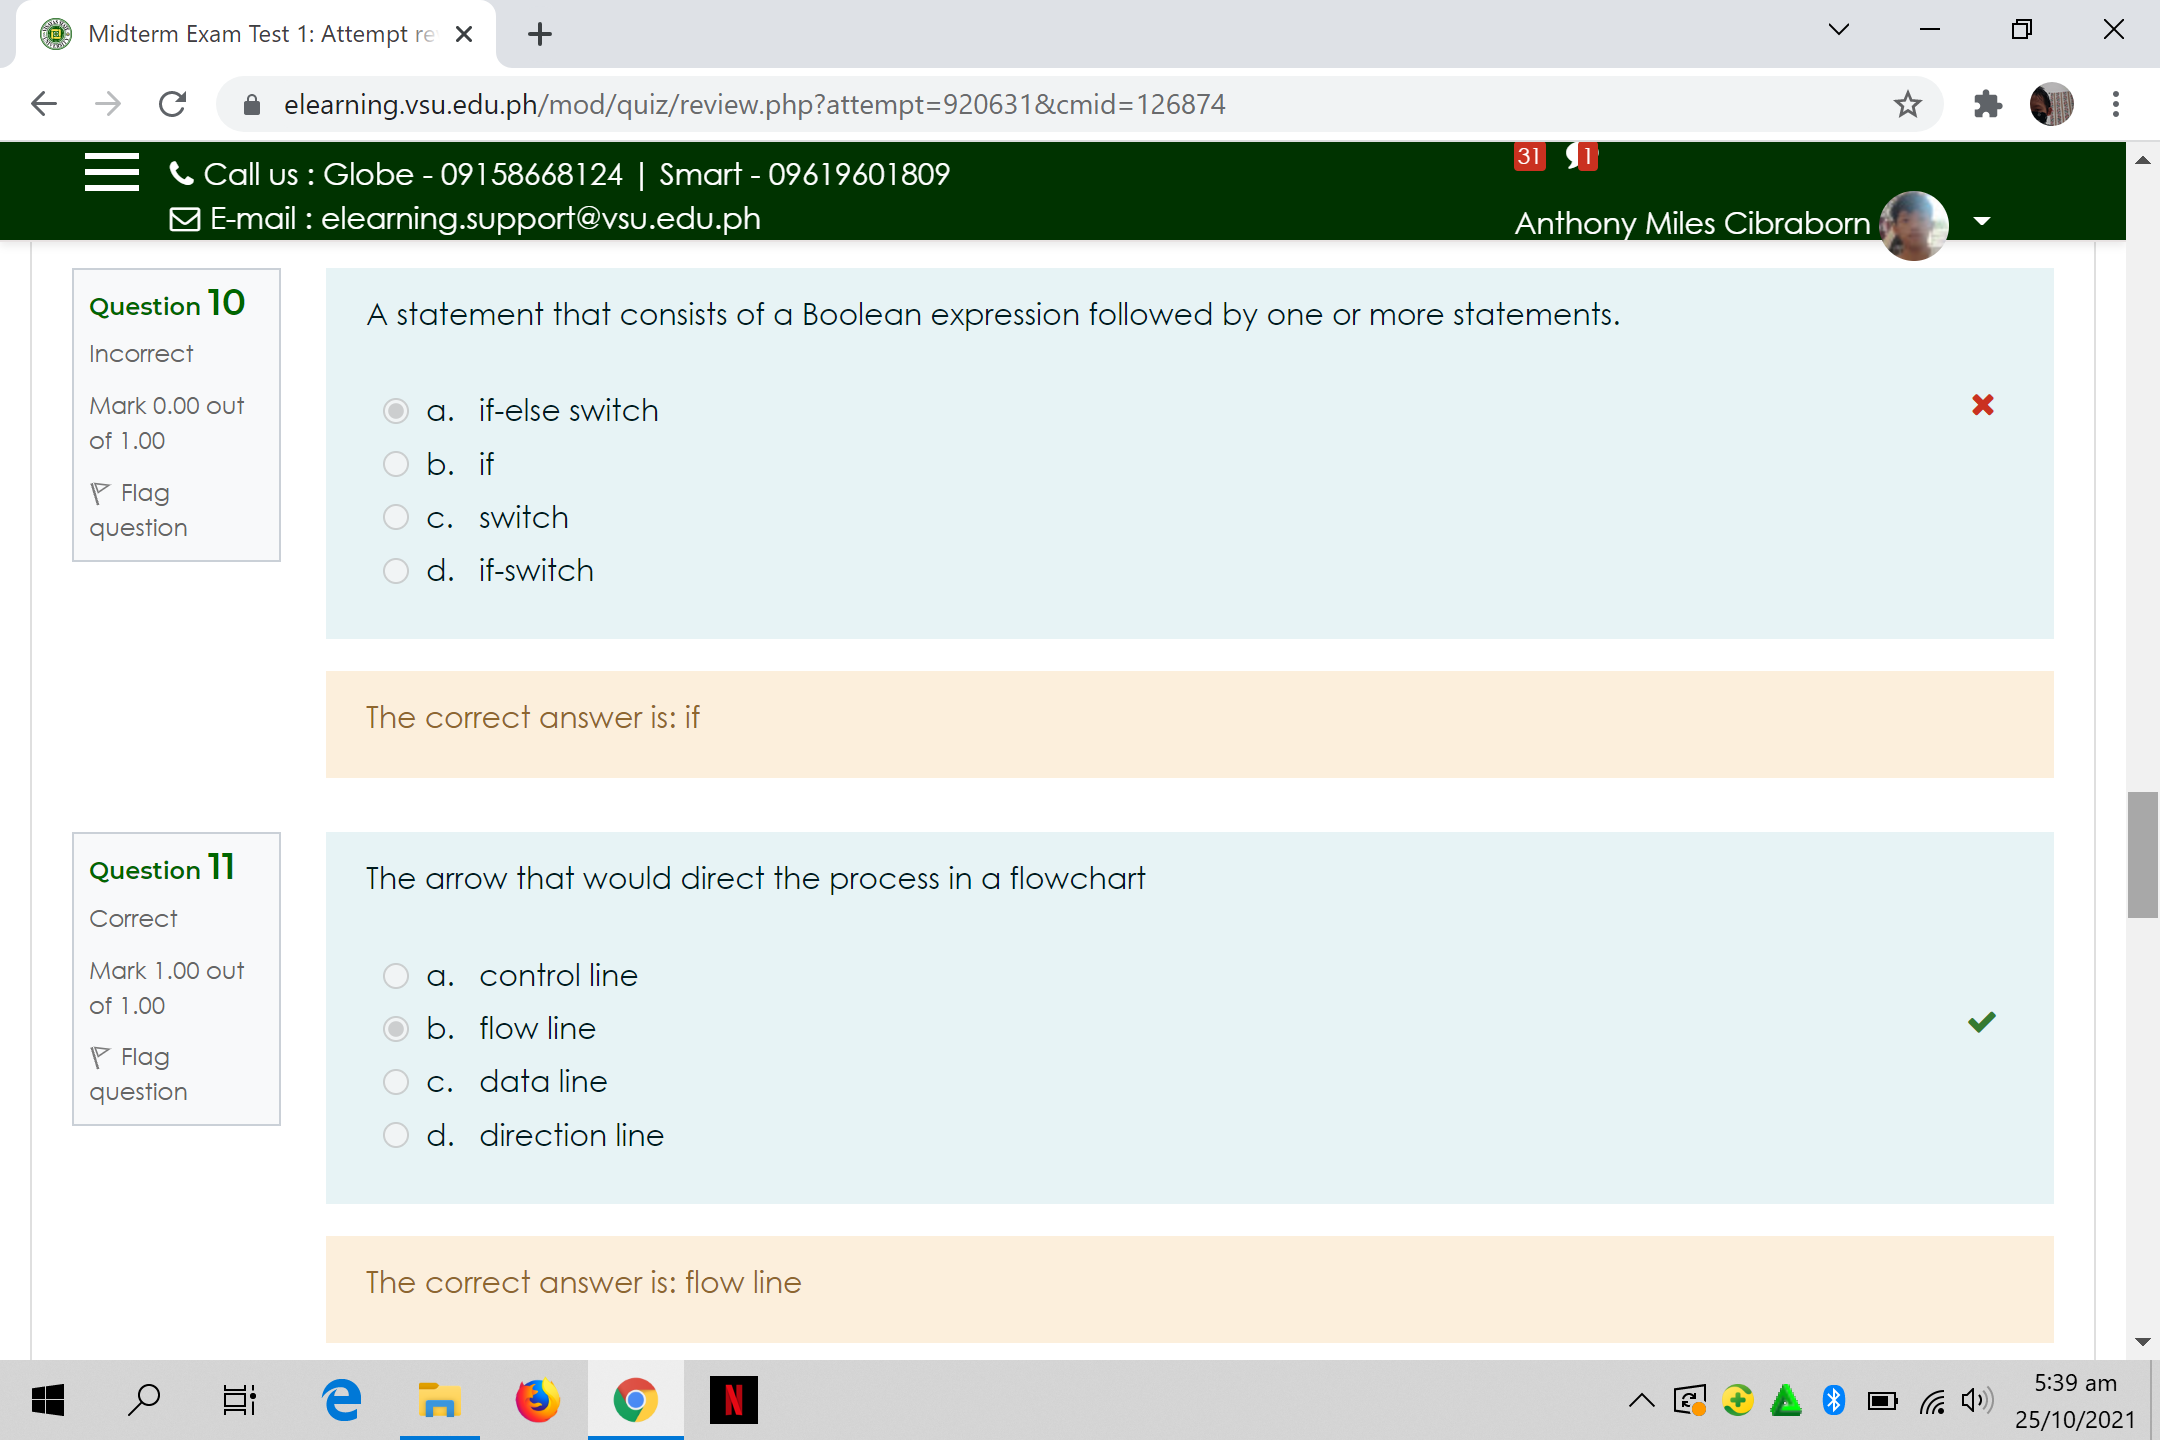 Midterm Exam Test 1: Attempt re
elearning.vsu.edu.ph/mod/quiz/review.php?attempt=920631&cmid=126874
Call us : Globe - 09158668124 | Smart - 09619601809
31 1
E-mail : elearning.support@vsu.edu.ph
Anthony Miles Cibraborn
Question 10
Incorrect
Mark 0.00 out
of 1.00
Flag
question
A statement that consists of a Boolean expression followed by one or more statements.
a. if-else switch
b. if
c. switch
d. if-switch
The correct answer is: if
Question 11
Correct
Mark 1.00 out
of 1.00
Flag
question
The arrow that would direct the process in a flowchart
a. control line
b. flow line
c. data line
d. direction line
The correct answer is: flow line
N
5:39 am
25/10/2021